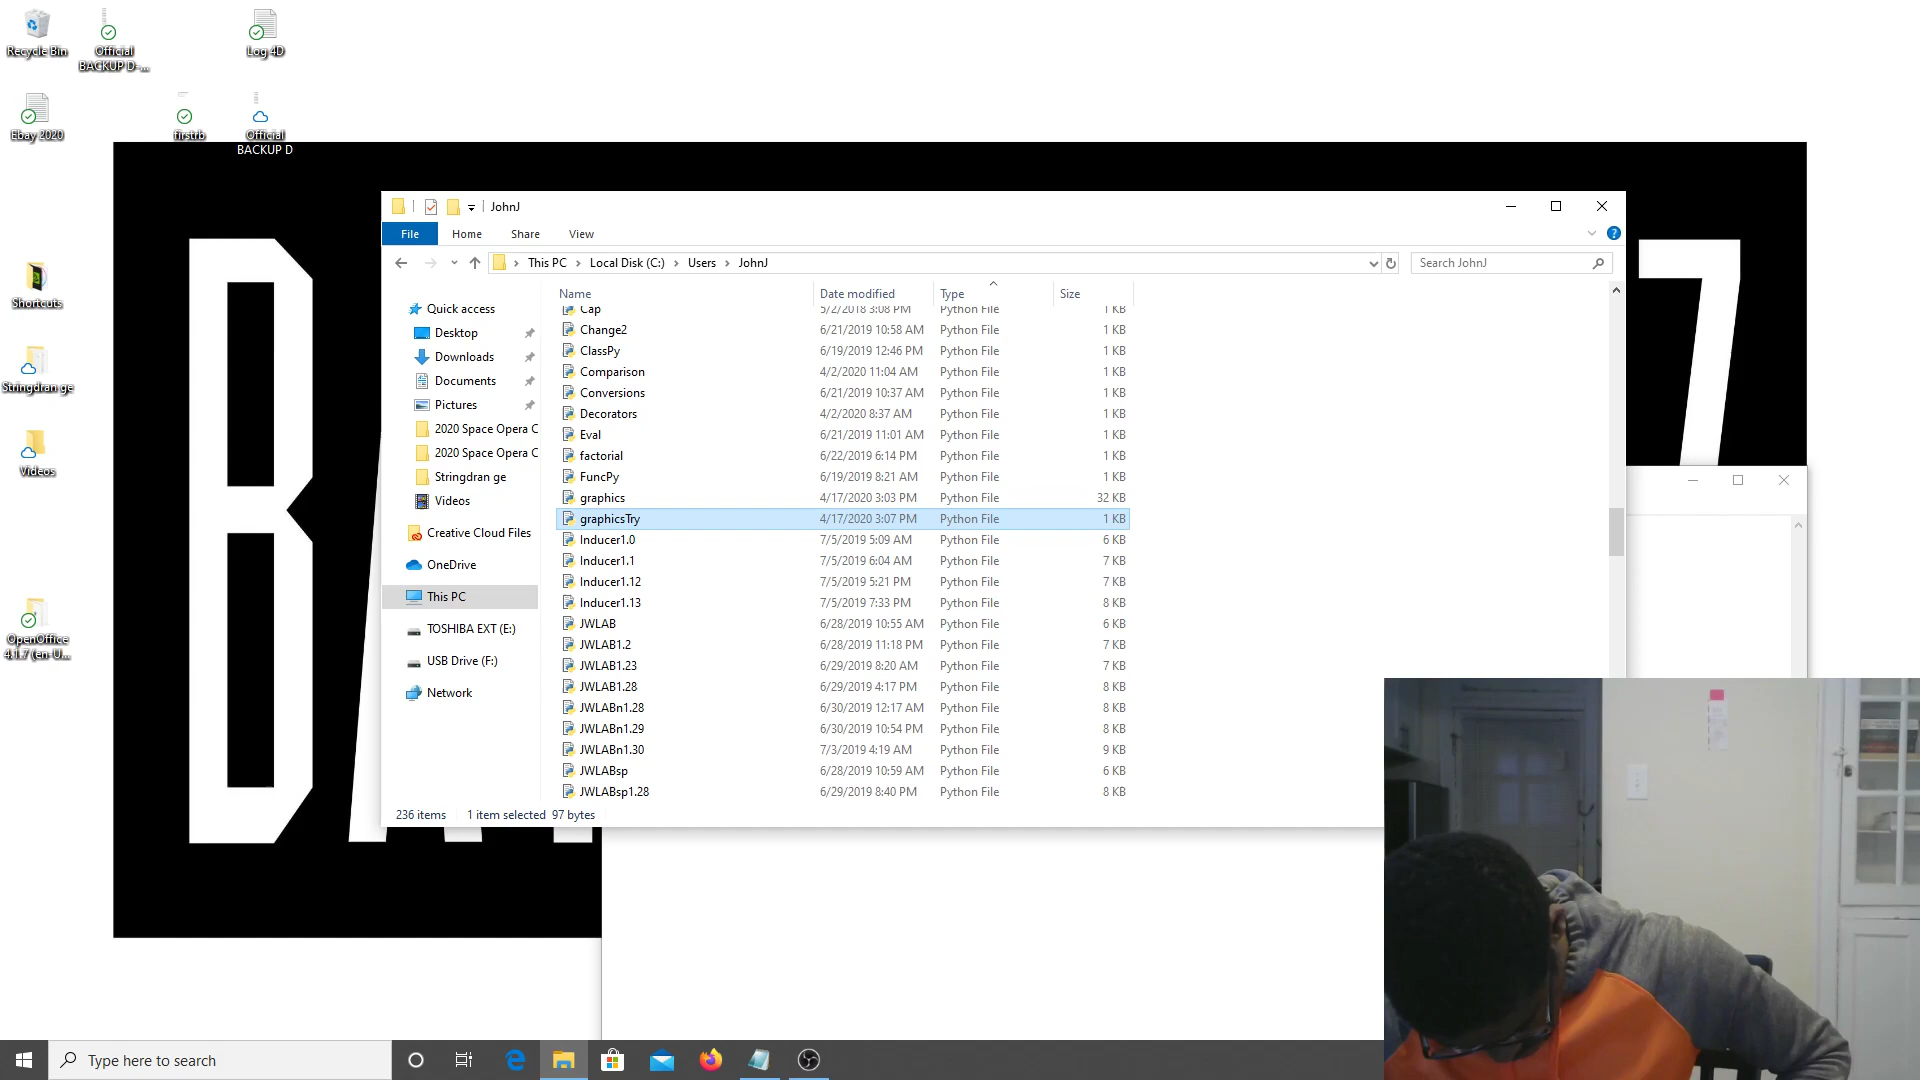 Recycle Bin
Official
BACKUP D-...
Log 4D
Ebay 2020
firstrb
Official
BACKUP D
Shortcuts
Stringdran ge
Videos
OpenOffice
4.1.7 (en-U...
JohnJ
File Home Share View
This PC Local Disk (C:) Users JohnJ
Search JohnJ
Quick access
Desktop
Downloads
Documents
Pictures
2020 Space Opera C
2020 Space Opera C
Stringdran ge
Videos
Creative Cloud Files
OneDrive
This PC
TOSHIBA EXT (E:)
USB Drive (F:)
Network
Name Date modified Type Size
Cap 5/2/2018 3:08 PM Python File 1 KB
Change2 6/21/2019 10:58 AM Python File 1 KB
ClassPy 6/19/2019 12:46 PM Python File 1 KB
Comparison 4/2/2020 11:04 AM Python File 1 KB
Conversions 6/21/2019 10:37 AM Python File 1 KB
Decorators 4/2/2020 8:37 AM Python File 1 KB
Eval 6/21/2019 11:01 AM Python File 1 KB
factorial 6/22/2019 6:14 PM Python File 1 KB
FuncPy 6/19/2019 8:21 AM Python File 1 KB
graphics 4/17/2020 3:03 PM Python File 32 KB
graphicsTry 4/17/2020 3:07 PM Python File 1 KB
Inducer1.0 7/5/2019 5:09 AM Python File 6 KB
Inducer1.1 7/5/2019 6:04 AM Python File 7 KB
Inducer1.12 7/5/2019 5:21 PM Python File 7 KB
Inducer1.13 7/5/2019 7:33 PM Python File 8 KB
JWLAB 6/28/2019 10:55 AM Python File 6 KB
JWLAB1.2 6/28/2019 11:18 PM Python File 7 KB
JWLAB1.23 6/29/2019 8:20 AM Python File 7 KB
JWLAB1.28 6/29/2019 4:17 PM Python File 8 KB
JWLABn1.28 6/30/2019 12:17 AM Python File 8 KB
JWLABn1.29 6/30/2019 10:54 PM Python File 8 KB
JWLABn1.30 7/3/2019 4:19 AM Python File 9 KB
JWLABsp 6/28/2019 10:59 AM Python File 6 KB
JWLABsp1.28 6/29/2019 8:40 PM Python File 8 KB
236 items 1 item selected 97 bytes
Type here to search